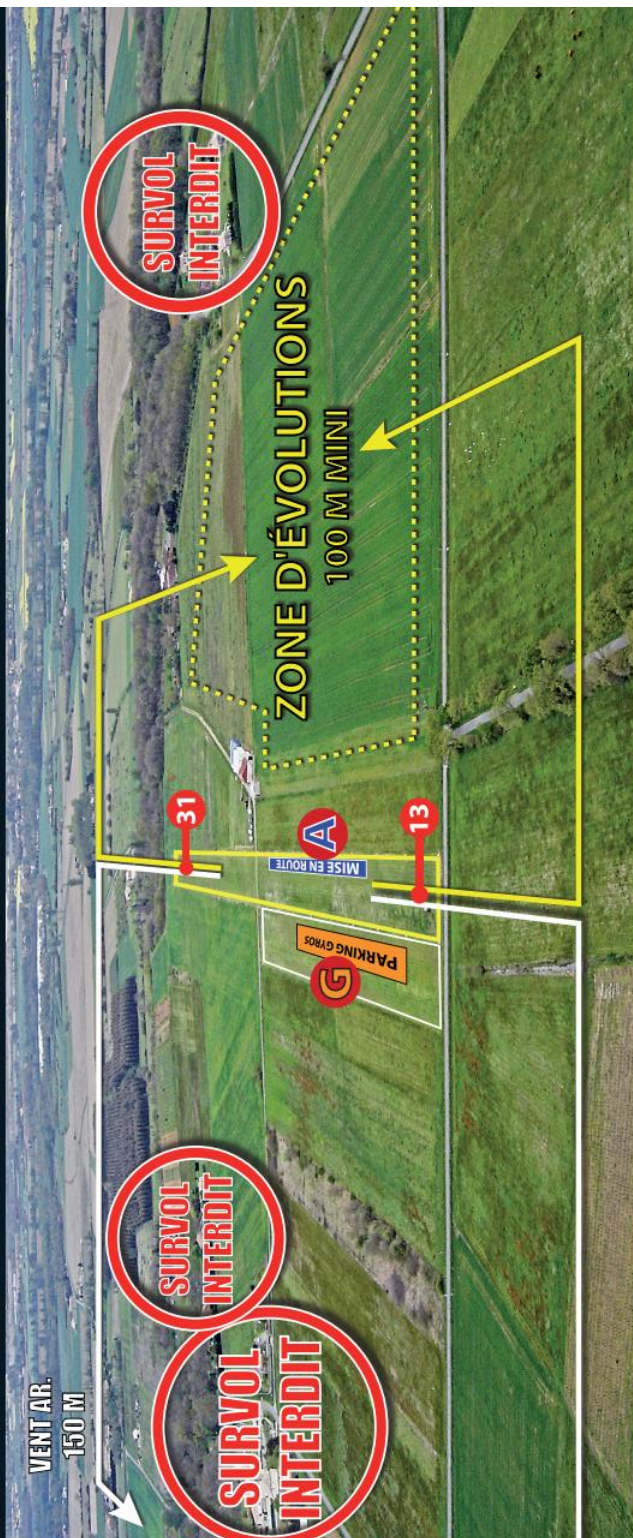 VENT AR.
150 M
SURVOL
INTERDIT
SURVOL
INTERDIT
31
G
PARKING GYROS
MISE EN ROUTE
A
13
ZONE D'ÉVOLUTIONS
100 M MINI
SURVOL
INTERDIT